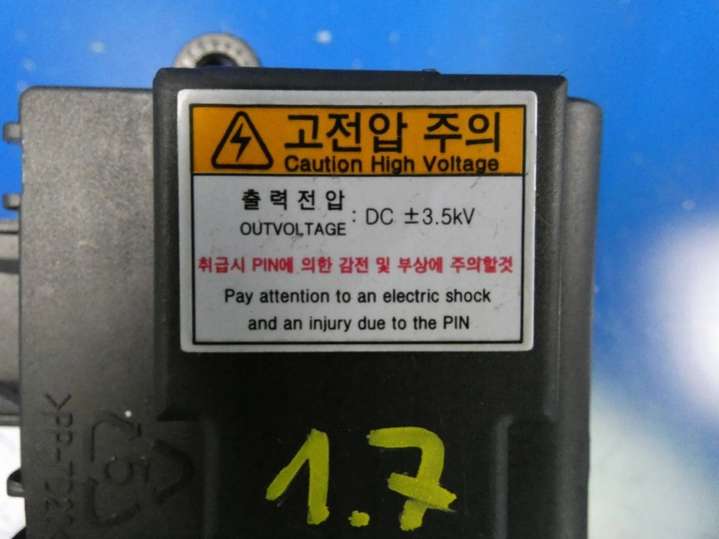 고전압 주의
Caution High Voltage
출력전압
OUTVOLTAGE : DC ±3.5kV
취급시 PIN에 의한 감전 및 부상에 주의할것
Pay attention to an electric shock
and an injury due to the PIN
1.7